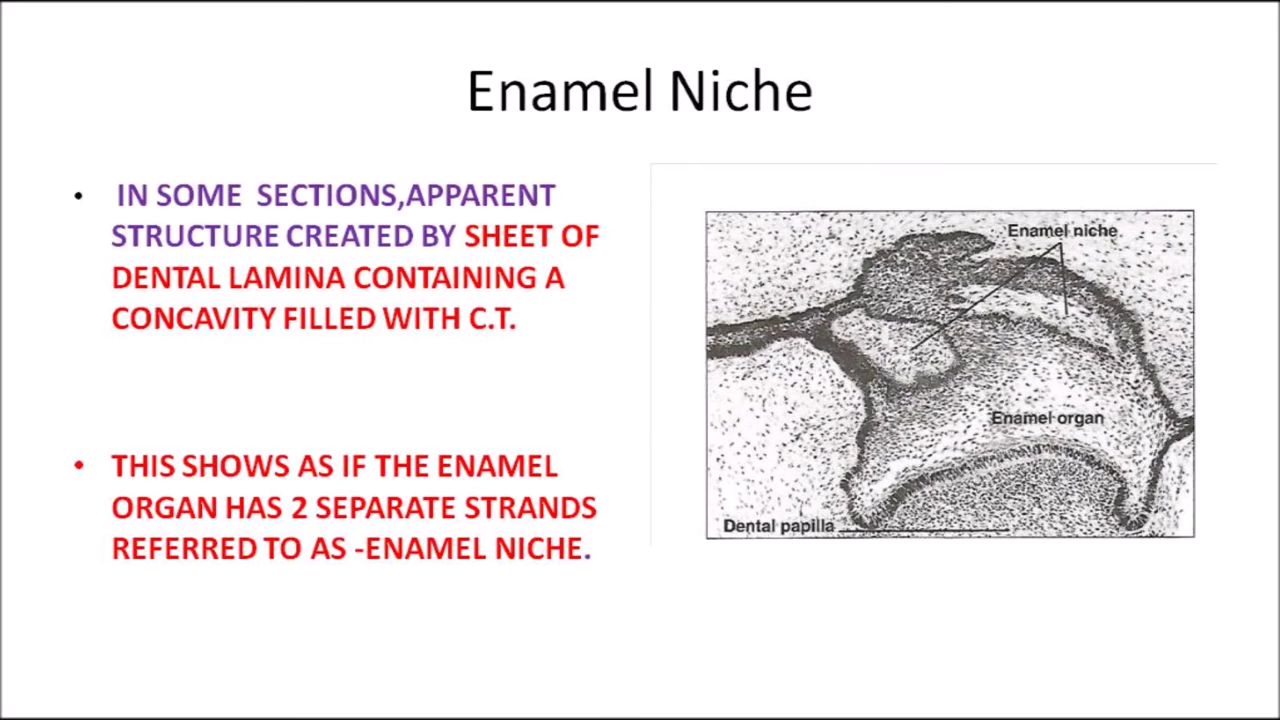 Enamel Niche
• IN SOME SECTIONS,APPARENT
STRUCTURE CREATED BY SHEET OF
DENTAL LAMINA CONTAINING A
CONCAVITY FILLED WITH C.T.
• THIS SHOWS AS IF THE ENAMEL
ORGAN HAS 2 SEPARATE STRANDS
REFERRED TO AS -ENAMEL NICHE.
Enamel niche
Enamel organ
Dental papilla